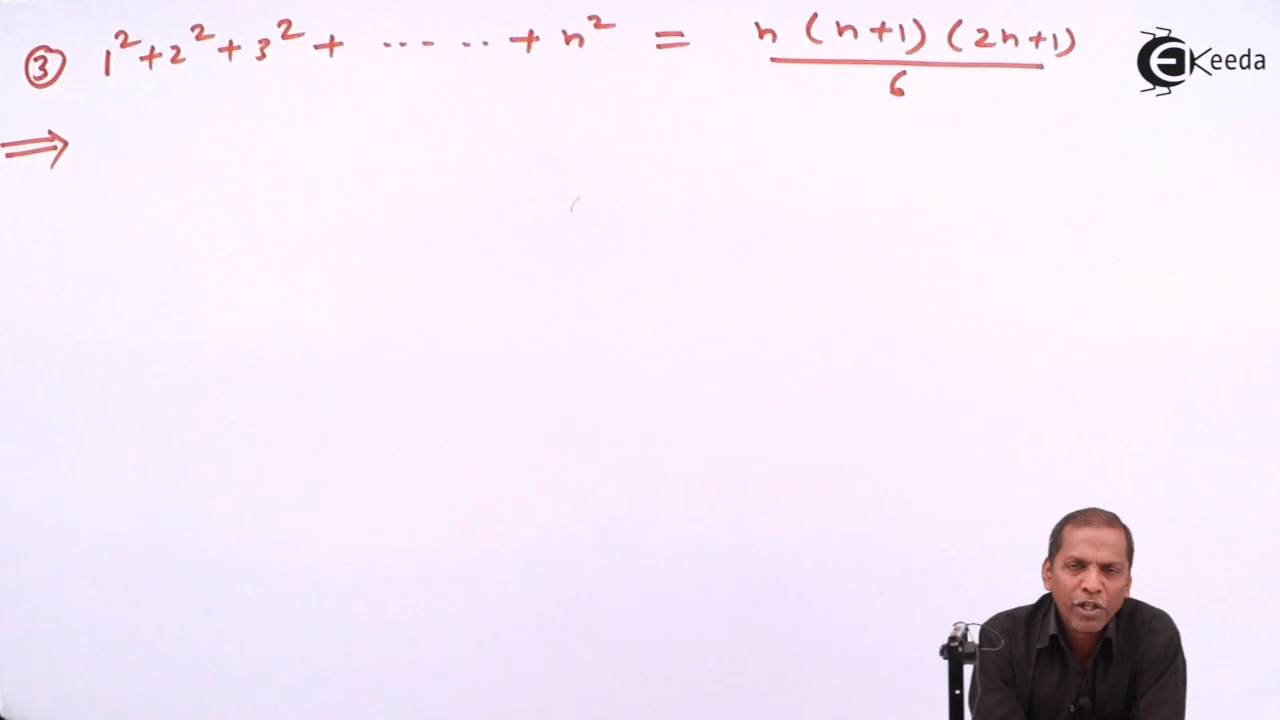 ③ 1² + 2² + 3² + ...... + n² = n (n+1) (2n+1) / 6
⇒
EKeeda